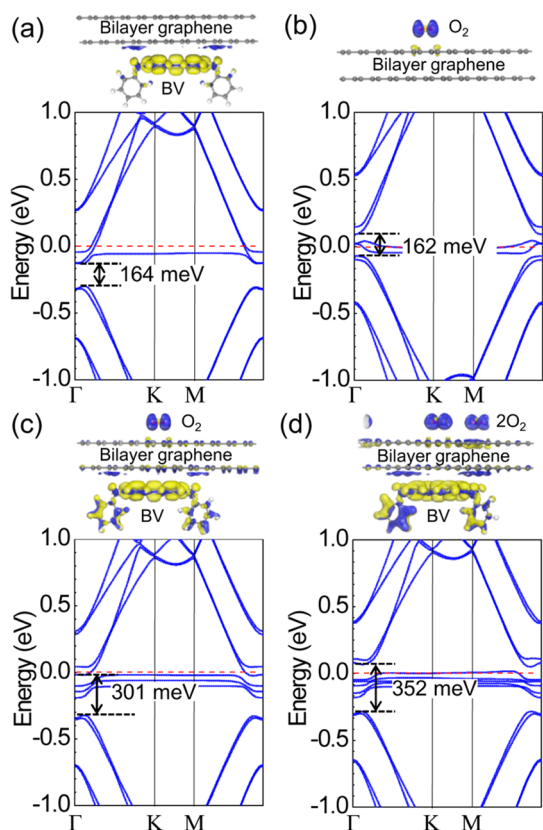 (a)
Bilayer graphene
BV
1.0
0.5
0.0
-0.5
-1.0
Energy (eV)
164 meV
Γ K M
(b)
O₂
Bilayer graphene
1.0
0.5
0.0
-0.5
-1.0
Energy (eV)
162 meV
Γ K M
(c)
O₂
Bilayer graphene
BV
1.0
0.5
0.0
-0.5
-1.0
Energy (eV)
301 meV
Γ K M
(d)
2O₂
Bilayer graphene
BV
1.0
0.5
0.0
-0.5
-1.0
Energy (eV)
352 meV
Γ K M